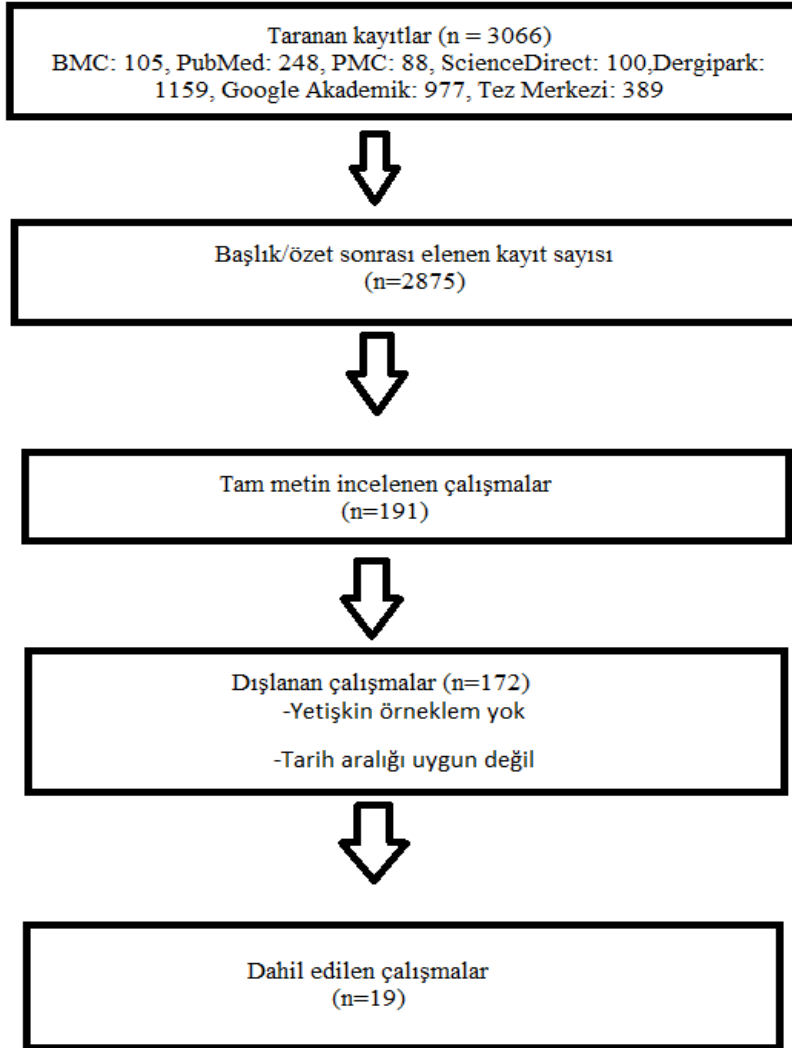 Taranan kayıtlar (n = 3066)
BMC: 105, PubMed: 248, PMC: 88, ScienceDirect: 100,Dergipark:
1159, Google Akademik: 977, Tez Merkezi: 389
Başlık/özet sonrası elenen kayıt sayısı
(n=2875)
Tam metin incelenen çalışmalar
(n=191)
Dışlanan çalışmalar (n=172)
-Yetişkin örneklem yok
-Tarih aralığı uygun değil
Dahil edilen çalışmalar
(n=19)